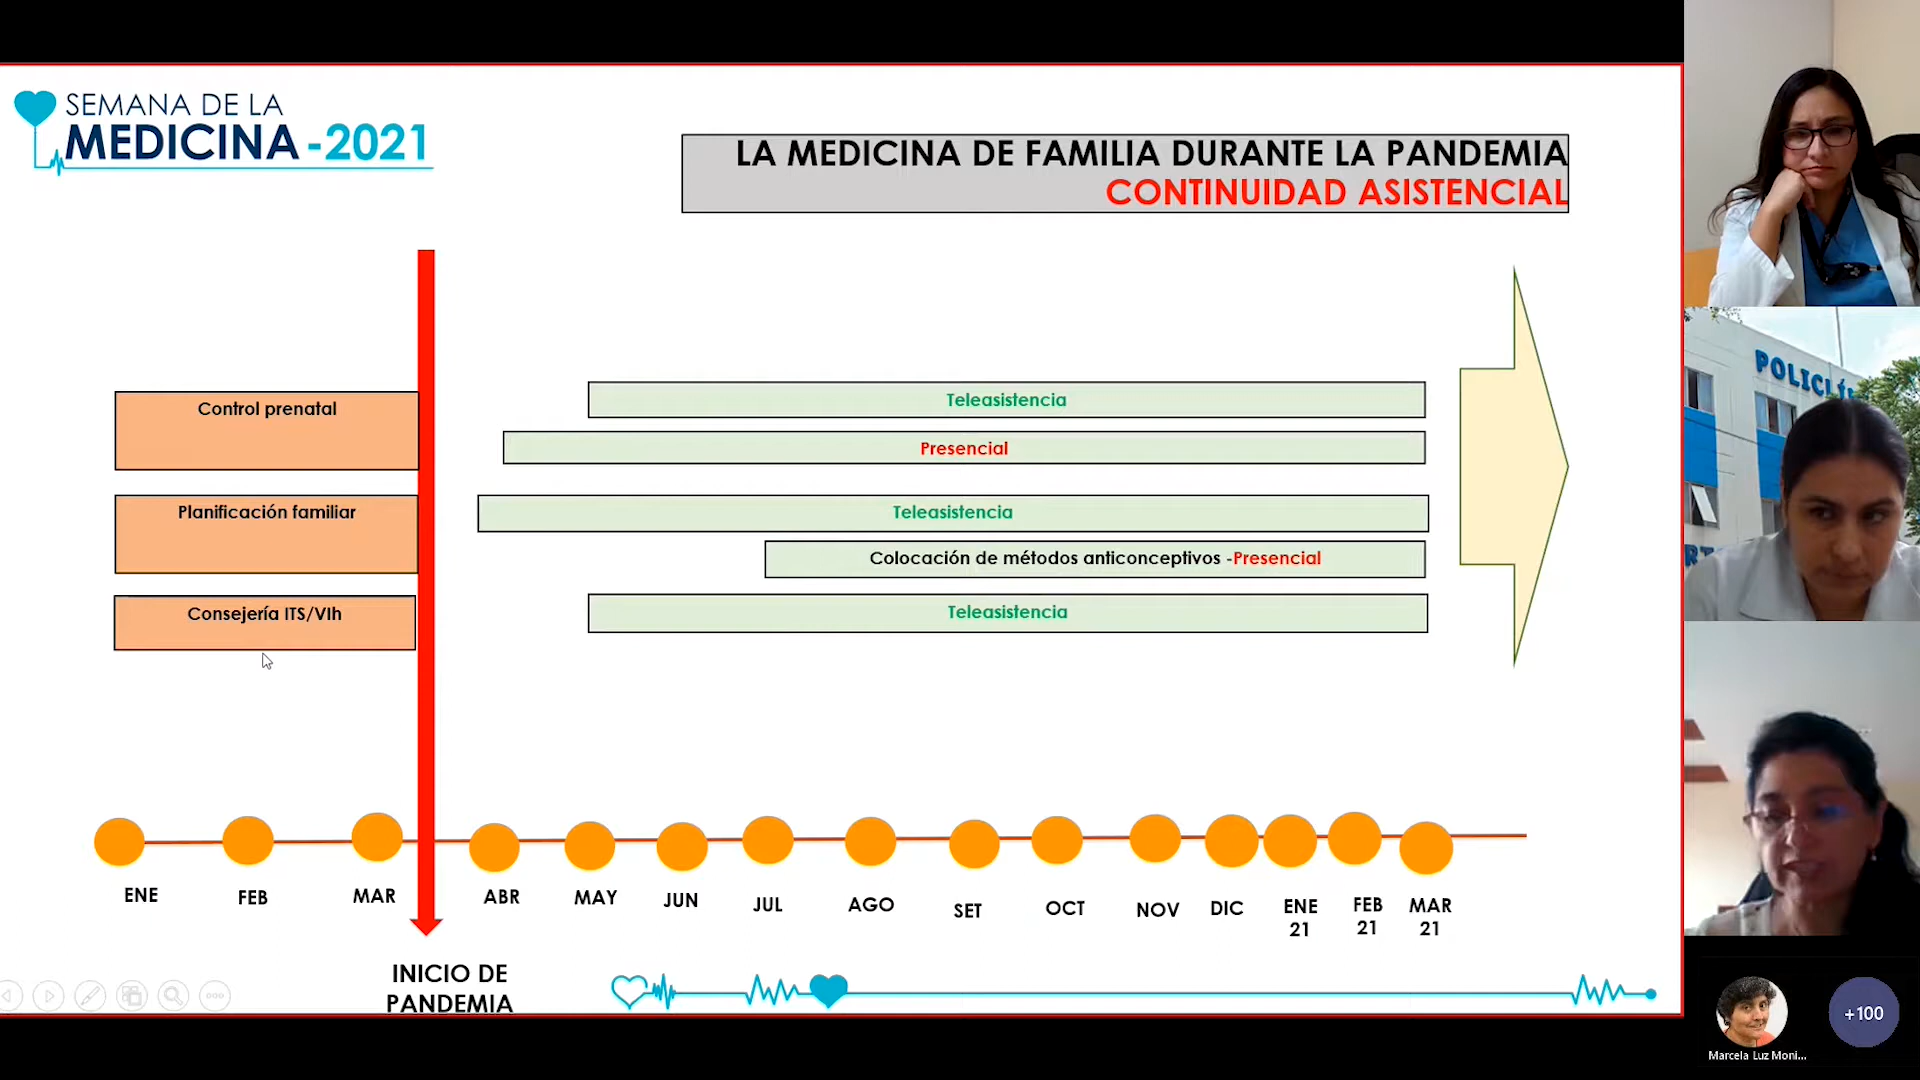 SEMANA DE LA
MEDICINA -2021
LA MEDICINA DE FAMILIA DURANTE LA PANDEMIA
CONTINUIDAD ASISTENCIAL
Control prenatal
Teleasistencia
Presencial
Planificación familiar
Teleasistencia
Colocación de métodos anticonceptivos -Presencial
Consejería ITS/VIh
Teleasistencia
ENE
FEB
MAR
ABR
MAY
JUN
JUL
AGO
SET
OCT
NOV
DIC
ENE
21
FEB
21
MAR
21
INICIO DE
PANDEMIA
POLICLÍ
RT
+100
Marcela Luz Moni...